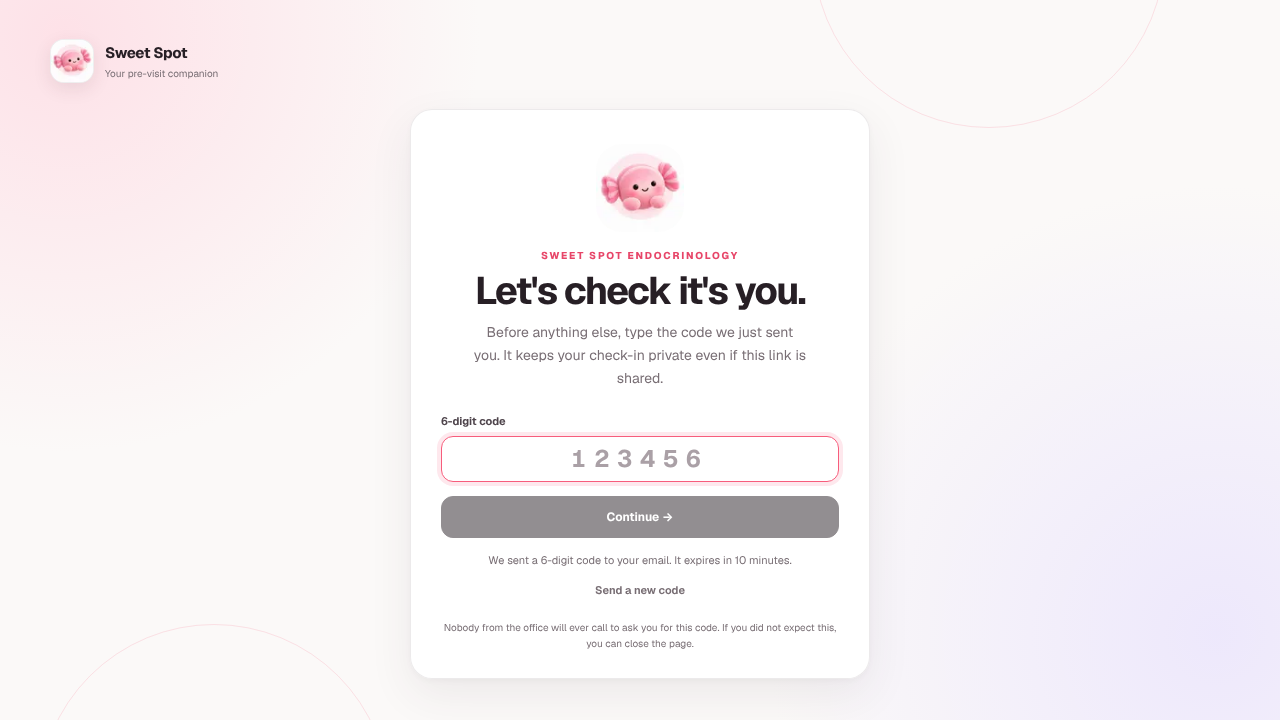 Sweet Spot
Your pre-visit companion
SWEET SPOT ENDOCRINOLOGY
Let's check it's you.
Before anything else, type the code we just sent
you. It keeps your check-in private even if this link is
shared.
6-digit code
123456
Continue →
We sent a 6-digit code to your email. It expires in 10 minutes.
Send a new code
Nobody from the office will ever call to ask you for this code. If you did not expect this,
you can close the page.